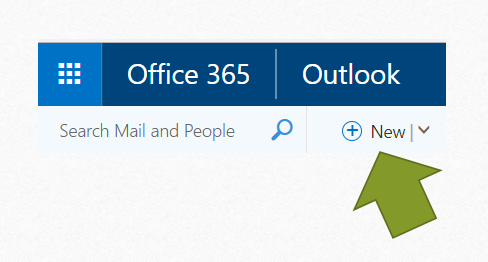 Office 365 Outlook
Search Mail and People New